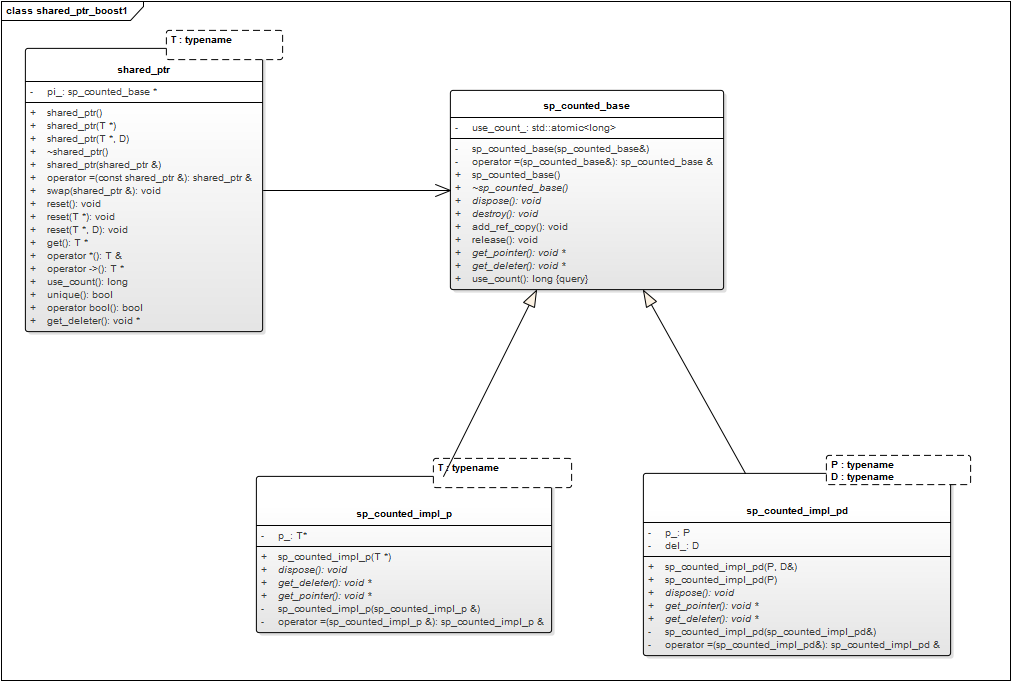 class shared_ptr_boost1
T : typename
shared_ptr
- pi_: sp_counted_base *
+ shared_ptr()
+ shared_ptr(T *)
+ shared_ptr(T *, D)
+ ~shared_ptr()
+ shared_ptr(shared_ptr &)
+ operator =(const shared_ptr &): shared_ptr &
+ swap(shared_ptr &): void
+ reset(): void
+ reset(T *): void
+ reset(T *, D): void
+ get(): T *
+ operator *(): T &
+ operator ->(): T *
+ use_count(): long
+ unique(): bool
+ operator bool(): bool
+ get_deleter(): void *
sp_counted_base
- use_count_: std::atomic<long>
- sp_counted_base(sp_counted_base&)
- operator =(sp_counted_base&): sp_counted_base &
+ sp_counted_base()
+ ~sp_counted_base()
+ dispose(): void
+ destroy(): void
+ add_ref_copy(): void
+ release(): void
+ get_pointer(): void *
+ get_deleter(): void *
+ use_count(): long {query}
T : typename
sp_counted_impl_p
- p_: T*
+ sp_counted_impl_p(T *)
+ dispose(): void
+ get_deleter(): void *
+ get_pointer(): void *
- sp_counted_impl_p(sp_counted_impl_p &)
- operator =(sp_counted_impl_p &): sp_counted_impl_p &
P : typename
D : typename
sp_counted_impl_pd
- p_: P
- del_: D
+ sp_counted_impl_pd(P, D&)
+ sp_counted_impl_pd(P)
+ dispose(): void
+ get_pointer(): void *
+ get_deleter(): void *
- sp_counted_impl_pd(sp_counted_impl_pd&)
- operator =(sp_counted_impl_pd&): sp_counted_impl_pd &